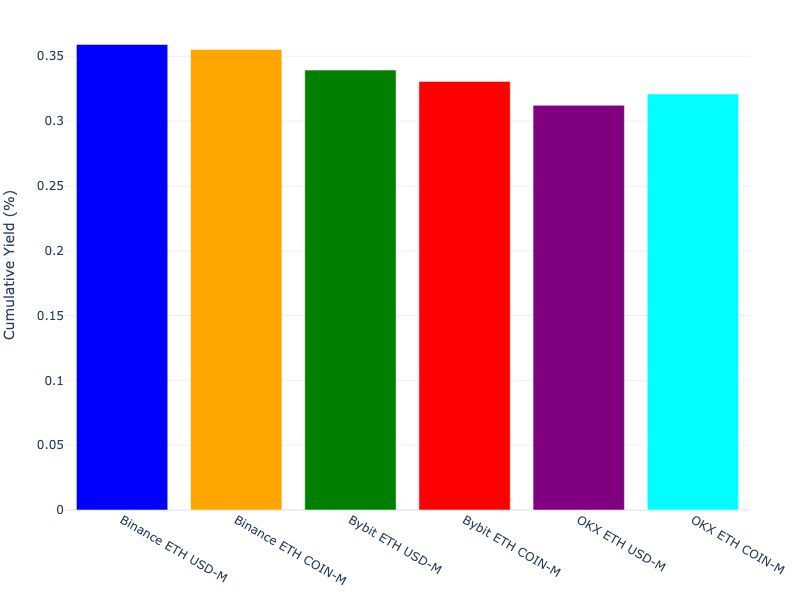 Cumulative Yield (%)
0.35
0.3
0.25
0.2
0.15
0.1
0.05
0
Binance ETH USD-M
Binance ETH COIN-M
Bybit ETH USD-M
Bybit ETH COIN-M
OKX ETH USD-M
OKX ETH COIN-M